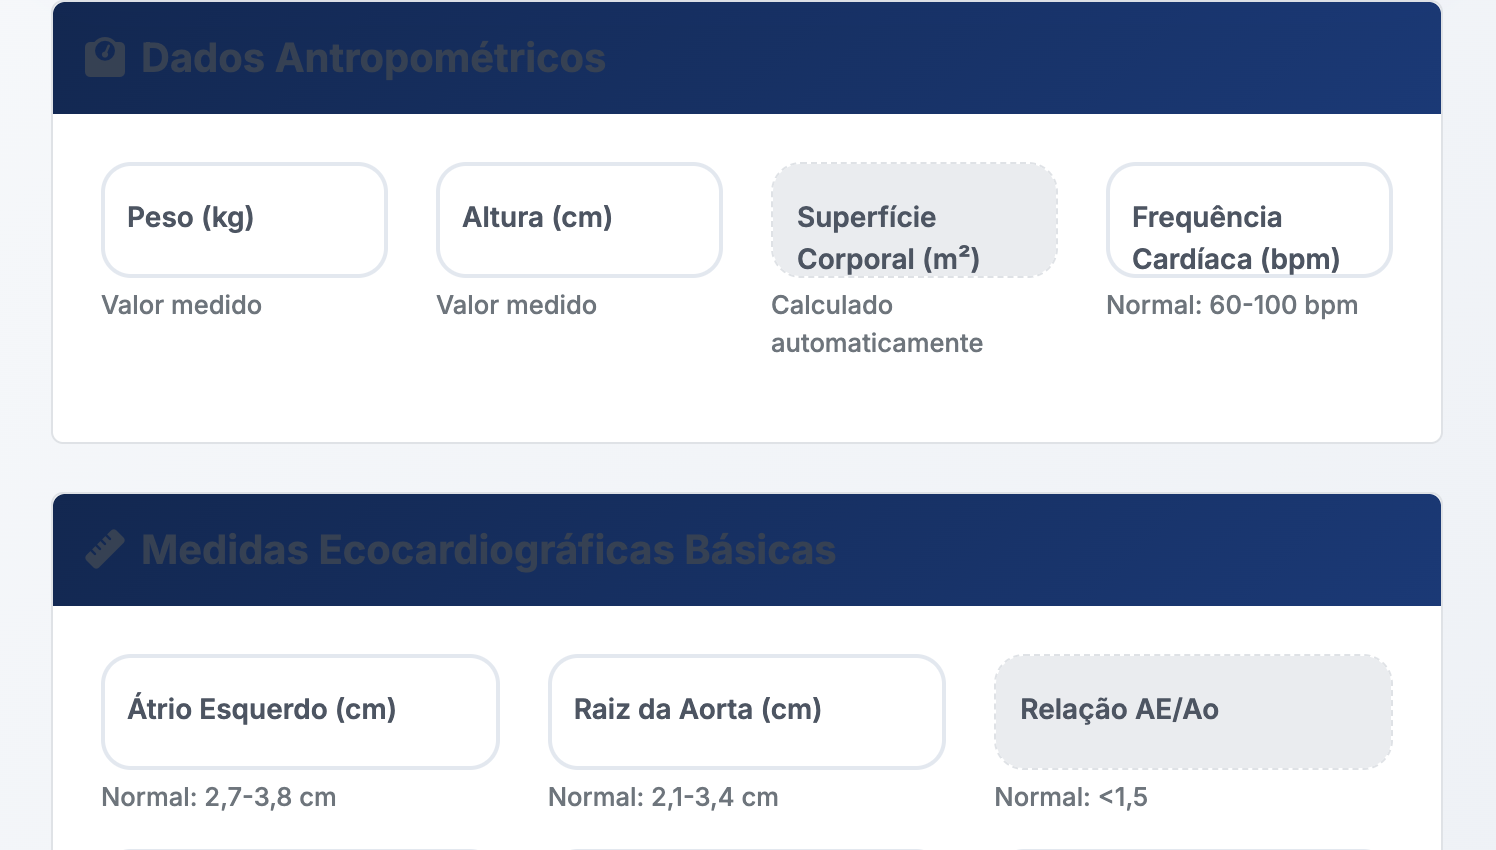 Dados Antropométricos
Peso (kg)
Altura (cm)
Superfície
Corporal (m²)
Frequência
Cardíaca (bpm)
Valor medido
Valor medido
Calculado
automaticamente
Normal: 60-100 bpm
Medidas Ecocardiográficas Básicas
Átrio Esquerdo (cm)
Raiz da Aorta (cm)
Relação AE/Ao
Normal: 2,7-3,8 cm
Normal: 2,1-3,4 cm
Normal: <1,5